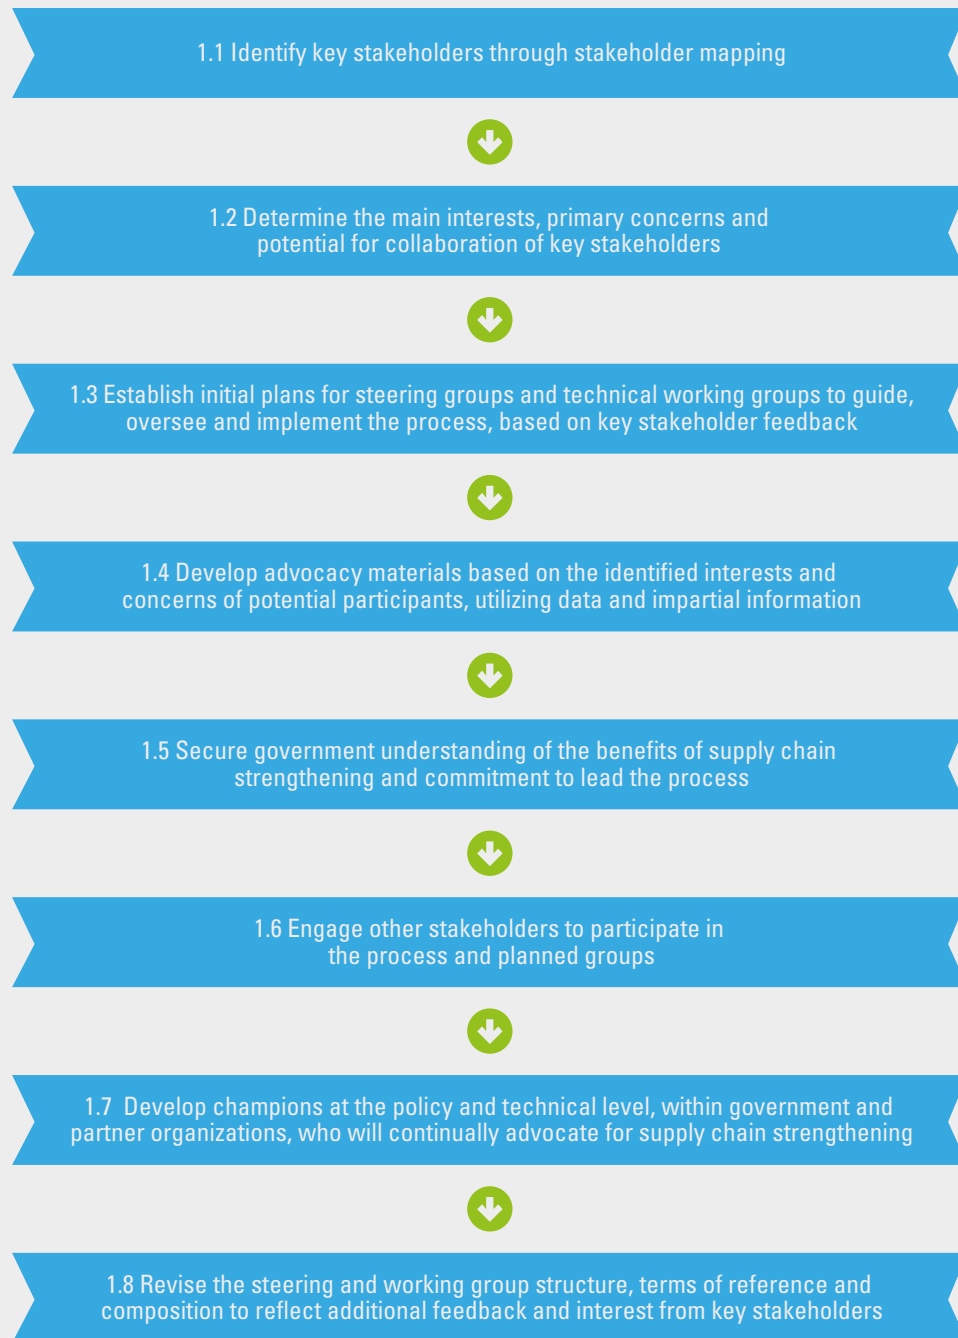 1.1 Identify key stakeholders through stakeholder mapping
1.2 Determine the main interests, primary concerns and
potential for collaboration of key stakeholders
1.3 Establish initial plans for steering groups and technical working groups to guide,
oversee and implement the process, based on key stakeholder feedback
1.4 Develop advocacy materials based on the identified interests and
concerns of potential participants, utilizing data and impartial information
1.5 Secure government understanding of the benefits of supply chain
strengthening and commitment to lead the process
1.6 Engage other stakeholders to participate in
the process and planned groups
1.7 Develop champions at the policy and technical level, within government and
partner organizations, who will continually advocate for supply chain strengthening
1.8 Revise the steering and working group structure, terms of reference and
composition to reflect additional feedback and interest from key stakeholders